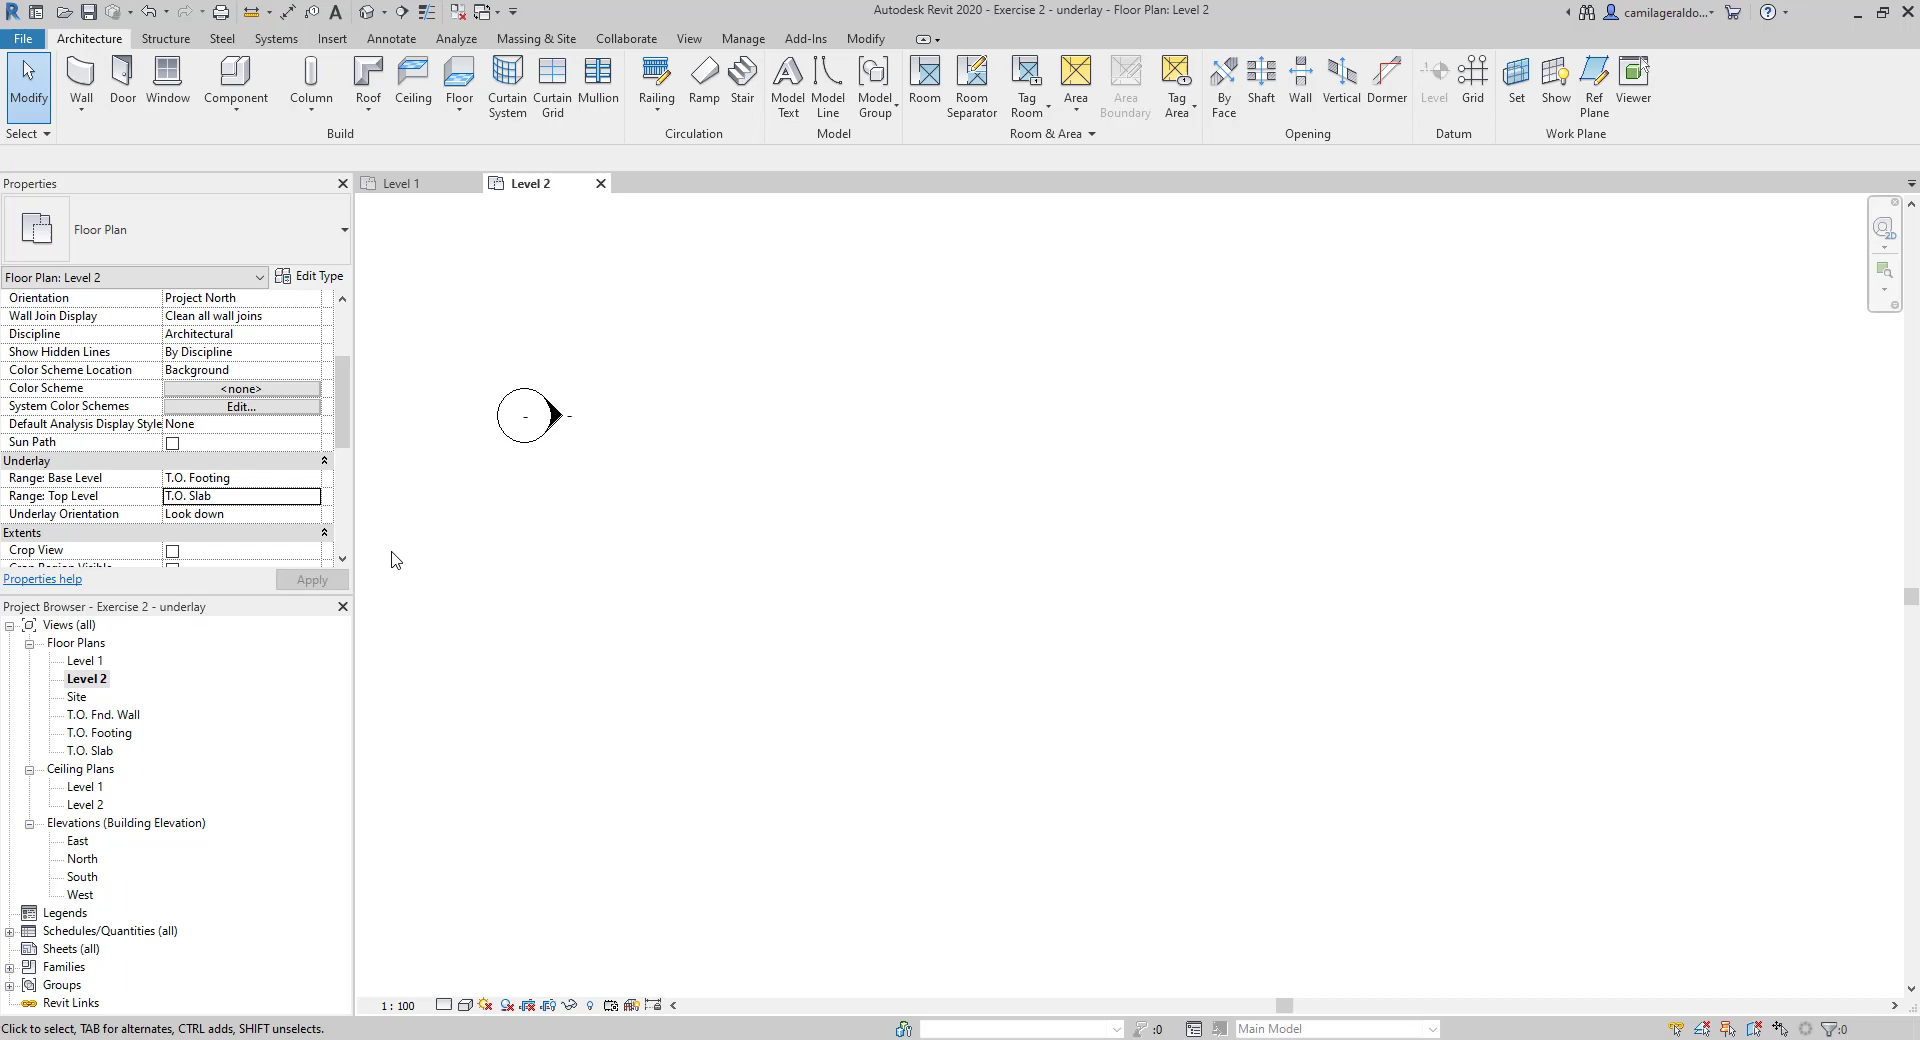 Autodesk Revit 2020 - Exercise 2 - underlay - Floor Plan: Level 2
camilageraldo...
File Architecture Structure Steel Systems Insert Annotate Analyze Massing & Site Collaborate View Manage Add-Ins Modify
Modify Wall Door Window Component Column Roof Ceiling Floor Curtain System Curtain Grid Mullion Railing Ramp Stair Model Text Model Line Model Group Room Room Separator Tag Room Area Area Boundary Tag Area By Face Shaft Wall Vertical Dormer Level Grid Set Show Ref Plane Viewer
Select Build Circulation Model Room & Area Opening Datum Work Plane
Properties
Level 1
Level 2
Floor Plan
Floor Plan: Level 2
Edit Type
Orientation Project North
Wall Join Display Clean all wall joins
Discipline Architectural
Show Hidden Lines By Discipline
Color Scheme Location Background
Color Scheme <none>
System Color Schemes Edit...
Default Analysis Display Style None
Sun Path
Underlay
Range: Base Level T.O. Footing
Range: Top Level T.O. Slab
Underlay Orientation Look down
Extents
Crop View
Properties help
Apply
Project Browser - Exercise 2 - underlay
Views (all)
Floor Plans
Level 1
Level 2
Site
T.O. Fnd. Wall
T.O. Footing
T.O. Slab
Ceiling Plans
Level 1
Level 2
Elevations (Building Elevation)
East
North
South
West
Legends
Schedules/Quantities (all)
Sheets (all)
Families
Groups
Revit Links
2D
1 : 100
Click to select, TAB for alternates, CTRL adds, SHIFT unselects.
:0
Main Model
:0